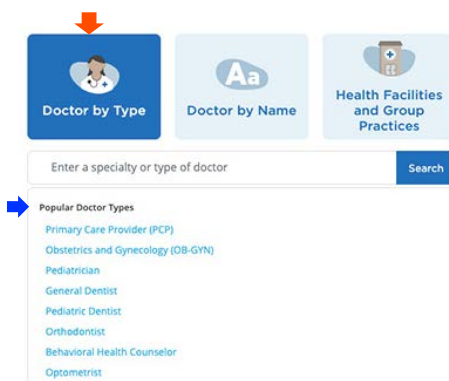 Doctor by Type
Aa
Doctor by Name
Health Facilities
and Group
Practices
Enter a specialty or type of doctor
Search
Popular Doctor Types
Primary Care Provider (PCP)
Obstetrics and Gynecology (OB-GYN)
Pediatrician
General Dentist
Pediatric Dentist
Orthodontist
Behavioral Health Counselor
Optometrist